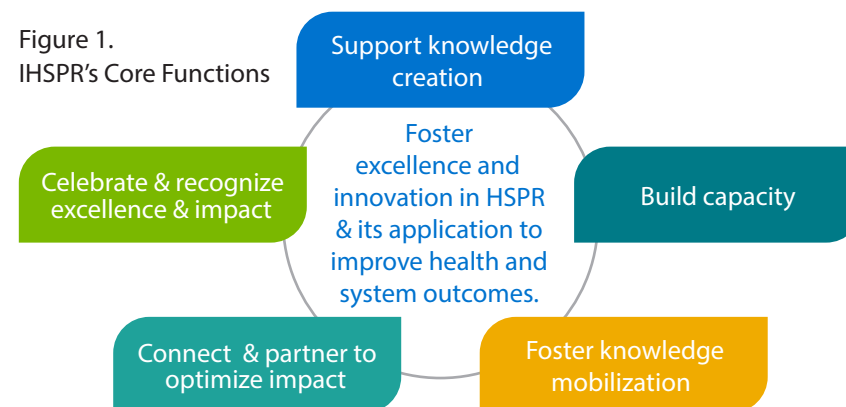 Figure 1.
IHSPR's Core Functions
Support knowledge
creation
Foster
excellence and
innovation in HSPR
& its application to
improve health and
system outcomes.
Build capacity
Foster knowledge
mobilization
Connect & partner to
optimize impact
Celebrate & recognize
excellence & impact